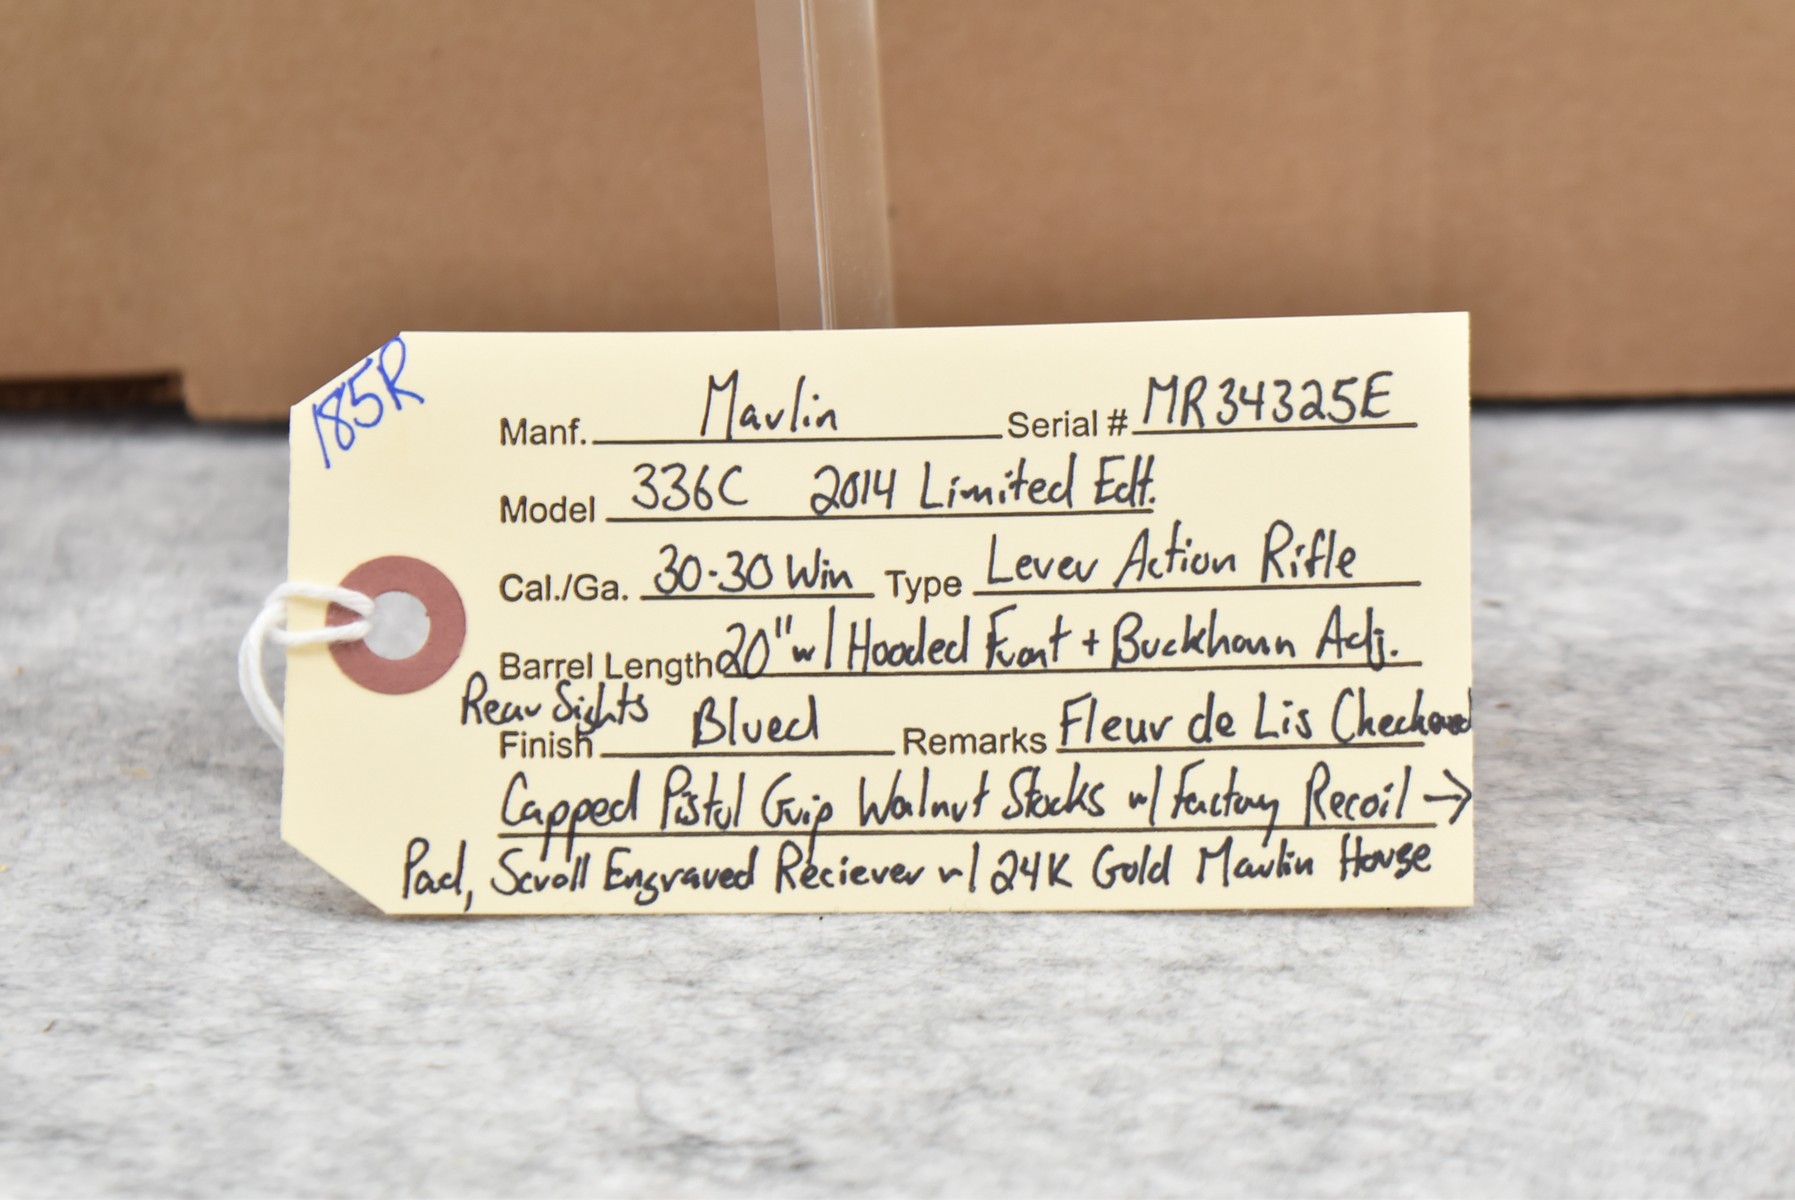 185R
Manf. Marlin Serial # MR34325E
Model 336C 2014 Limited Edt.
Cal./Ga. 30-30 Win Type Lever Action Rifle
Barrel Length 20" w/ Hooded Front + Buckhorn Adj.
Rear Sights
Finish Blued Remarks Fleur de Lis Checkered
Capped Pistol Grip Walnut Stocks w/ Factory Recoil →
Pad, Scroll Engraved Reciever w/ 24K Gold Marlin Horse